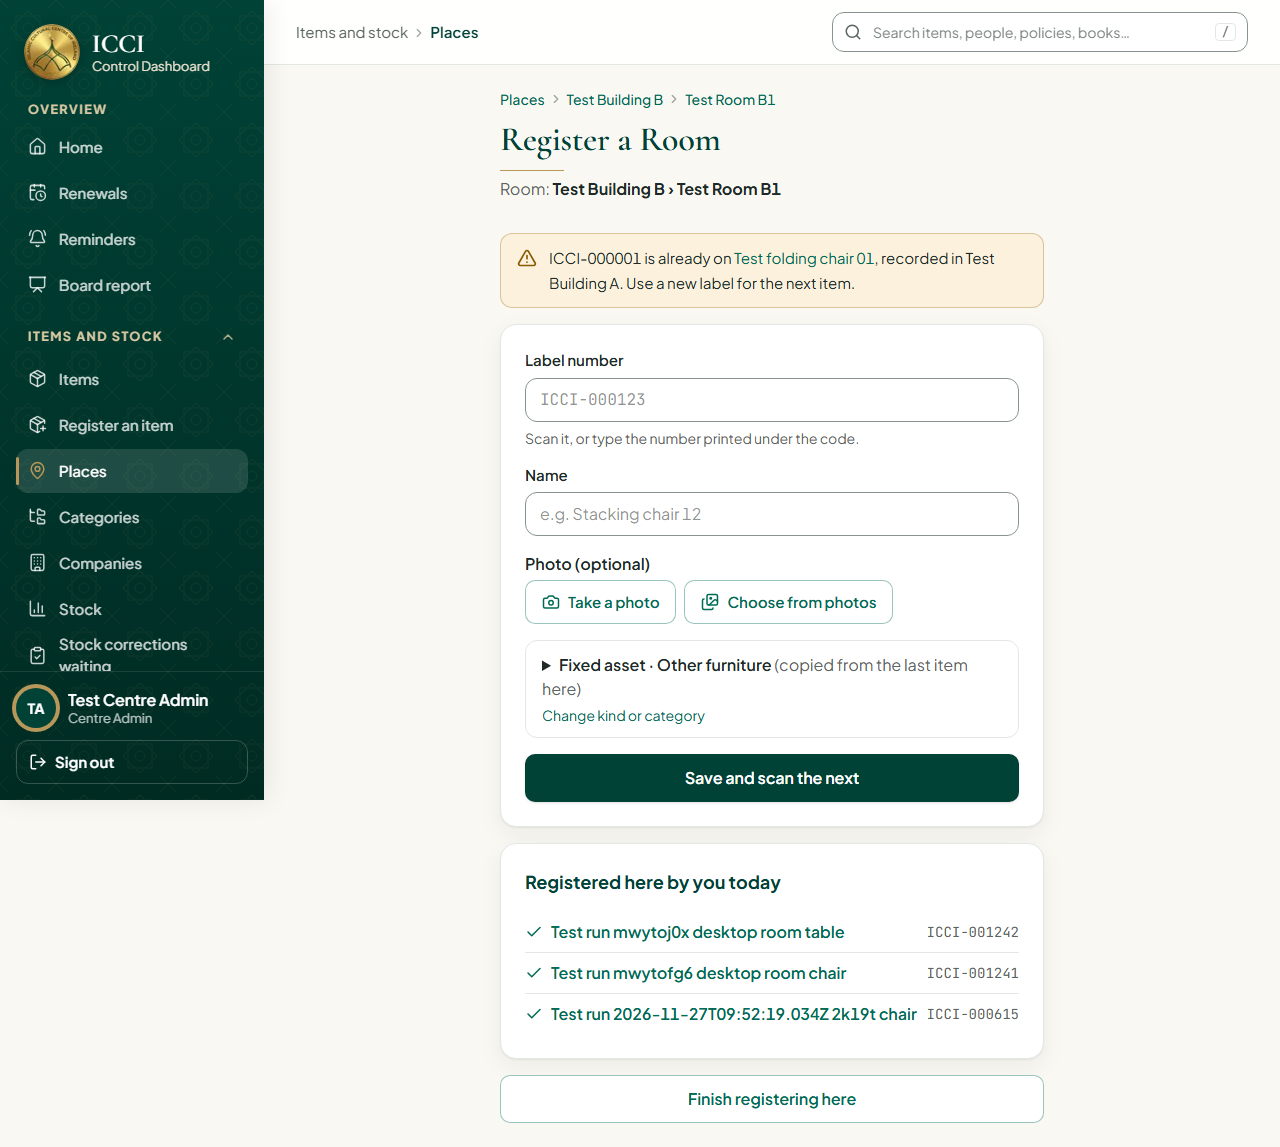 ICCI
Control Dashboard
OVERVIEW
Home
Renewals
Reminders
Board report
ITEMS AND STOCK
Items
Register an item
Places
Categories
Companies
Stock
Stock corrections
waiting
TA
Test Centre Admin
Centre Admin
Sign out
Items and stock › Places
Search items, people, policies, books… /
Places › Test Building B › Test Room B1
Register a Room
Room: Test Building B › Test Room B1
ICCI-000001 is already on Test folding chair 01, recorded in Test
Building A. Use a new label for the next item.
Label number
ICCI-000123
Scan it, or type the number printed under the code.
Name
e.g. Stacking chair 12
Photo (optional)
Take a photo
Choose from photos
Fixed asset · Other furniture (copied from the last item
here)
Change kind or category
Save and scan the next
Registered here by you today
Test run mwytoj0x desktop room table ICCI-001242
Test run mwytofg6 desktop room chair ICCI-001241
Test run 2026-11-27T09:52:19.034Z 2k19t chair ICCI-000615
Finish registering here